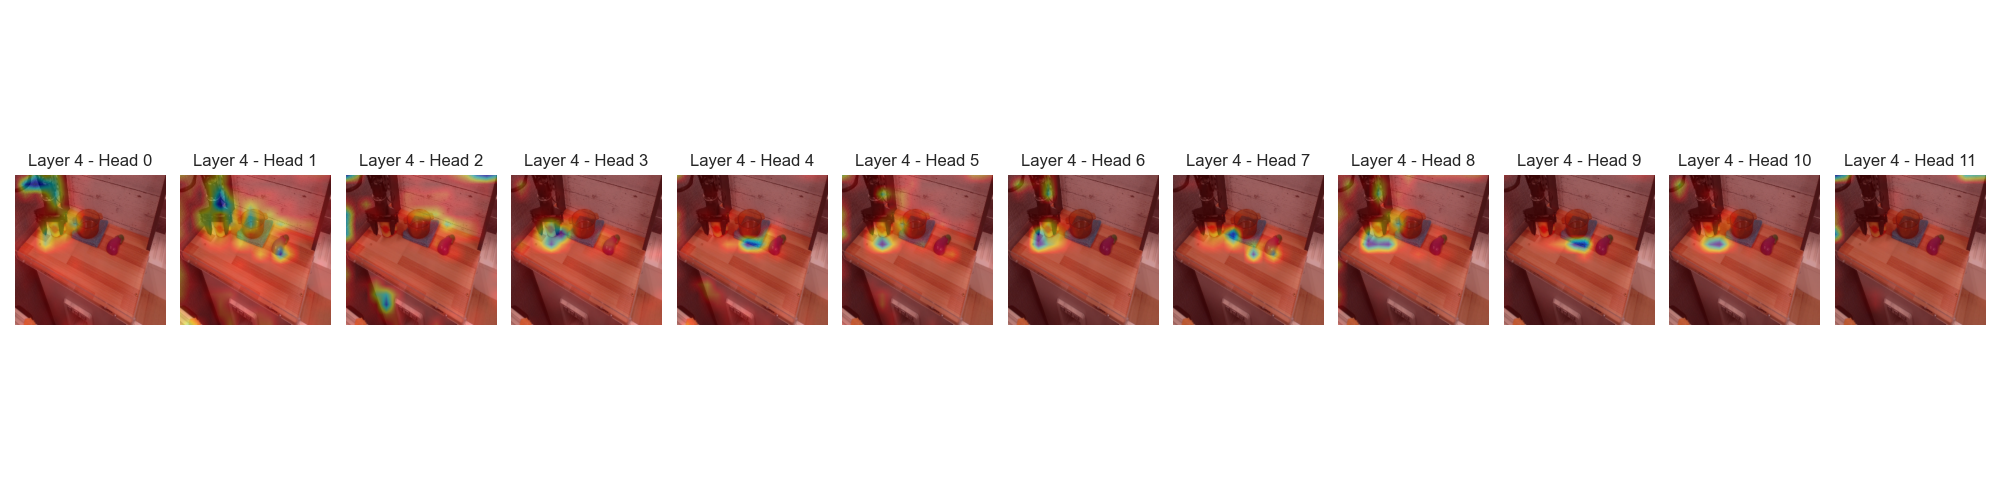 Layer 4 - Head 0
Layer 4 - Head 1
Layer 4 - Head 2
Layer 4 - Head 3
Layer 4 - Head 4
Layer 4 - Head 5
Layer 4 - Head 6
Layer 4 - Head 7
Layer 4 - Head 8
Layer 4 - Head 9
Layer 4 - Head 10
Layer 4 - Head 11